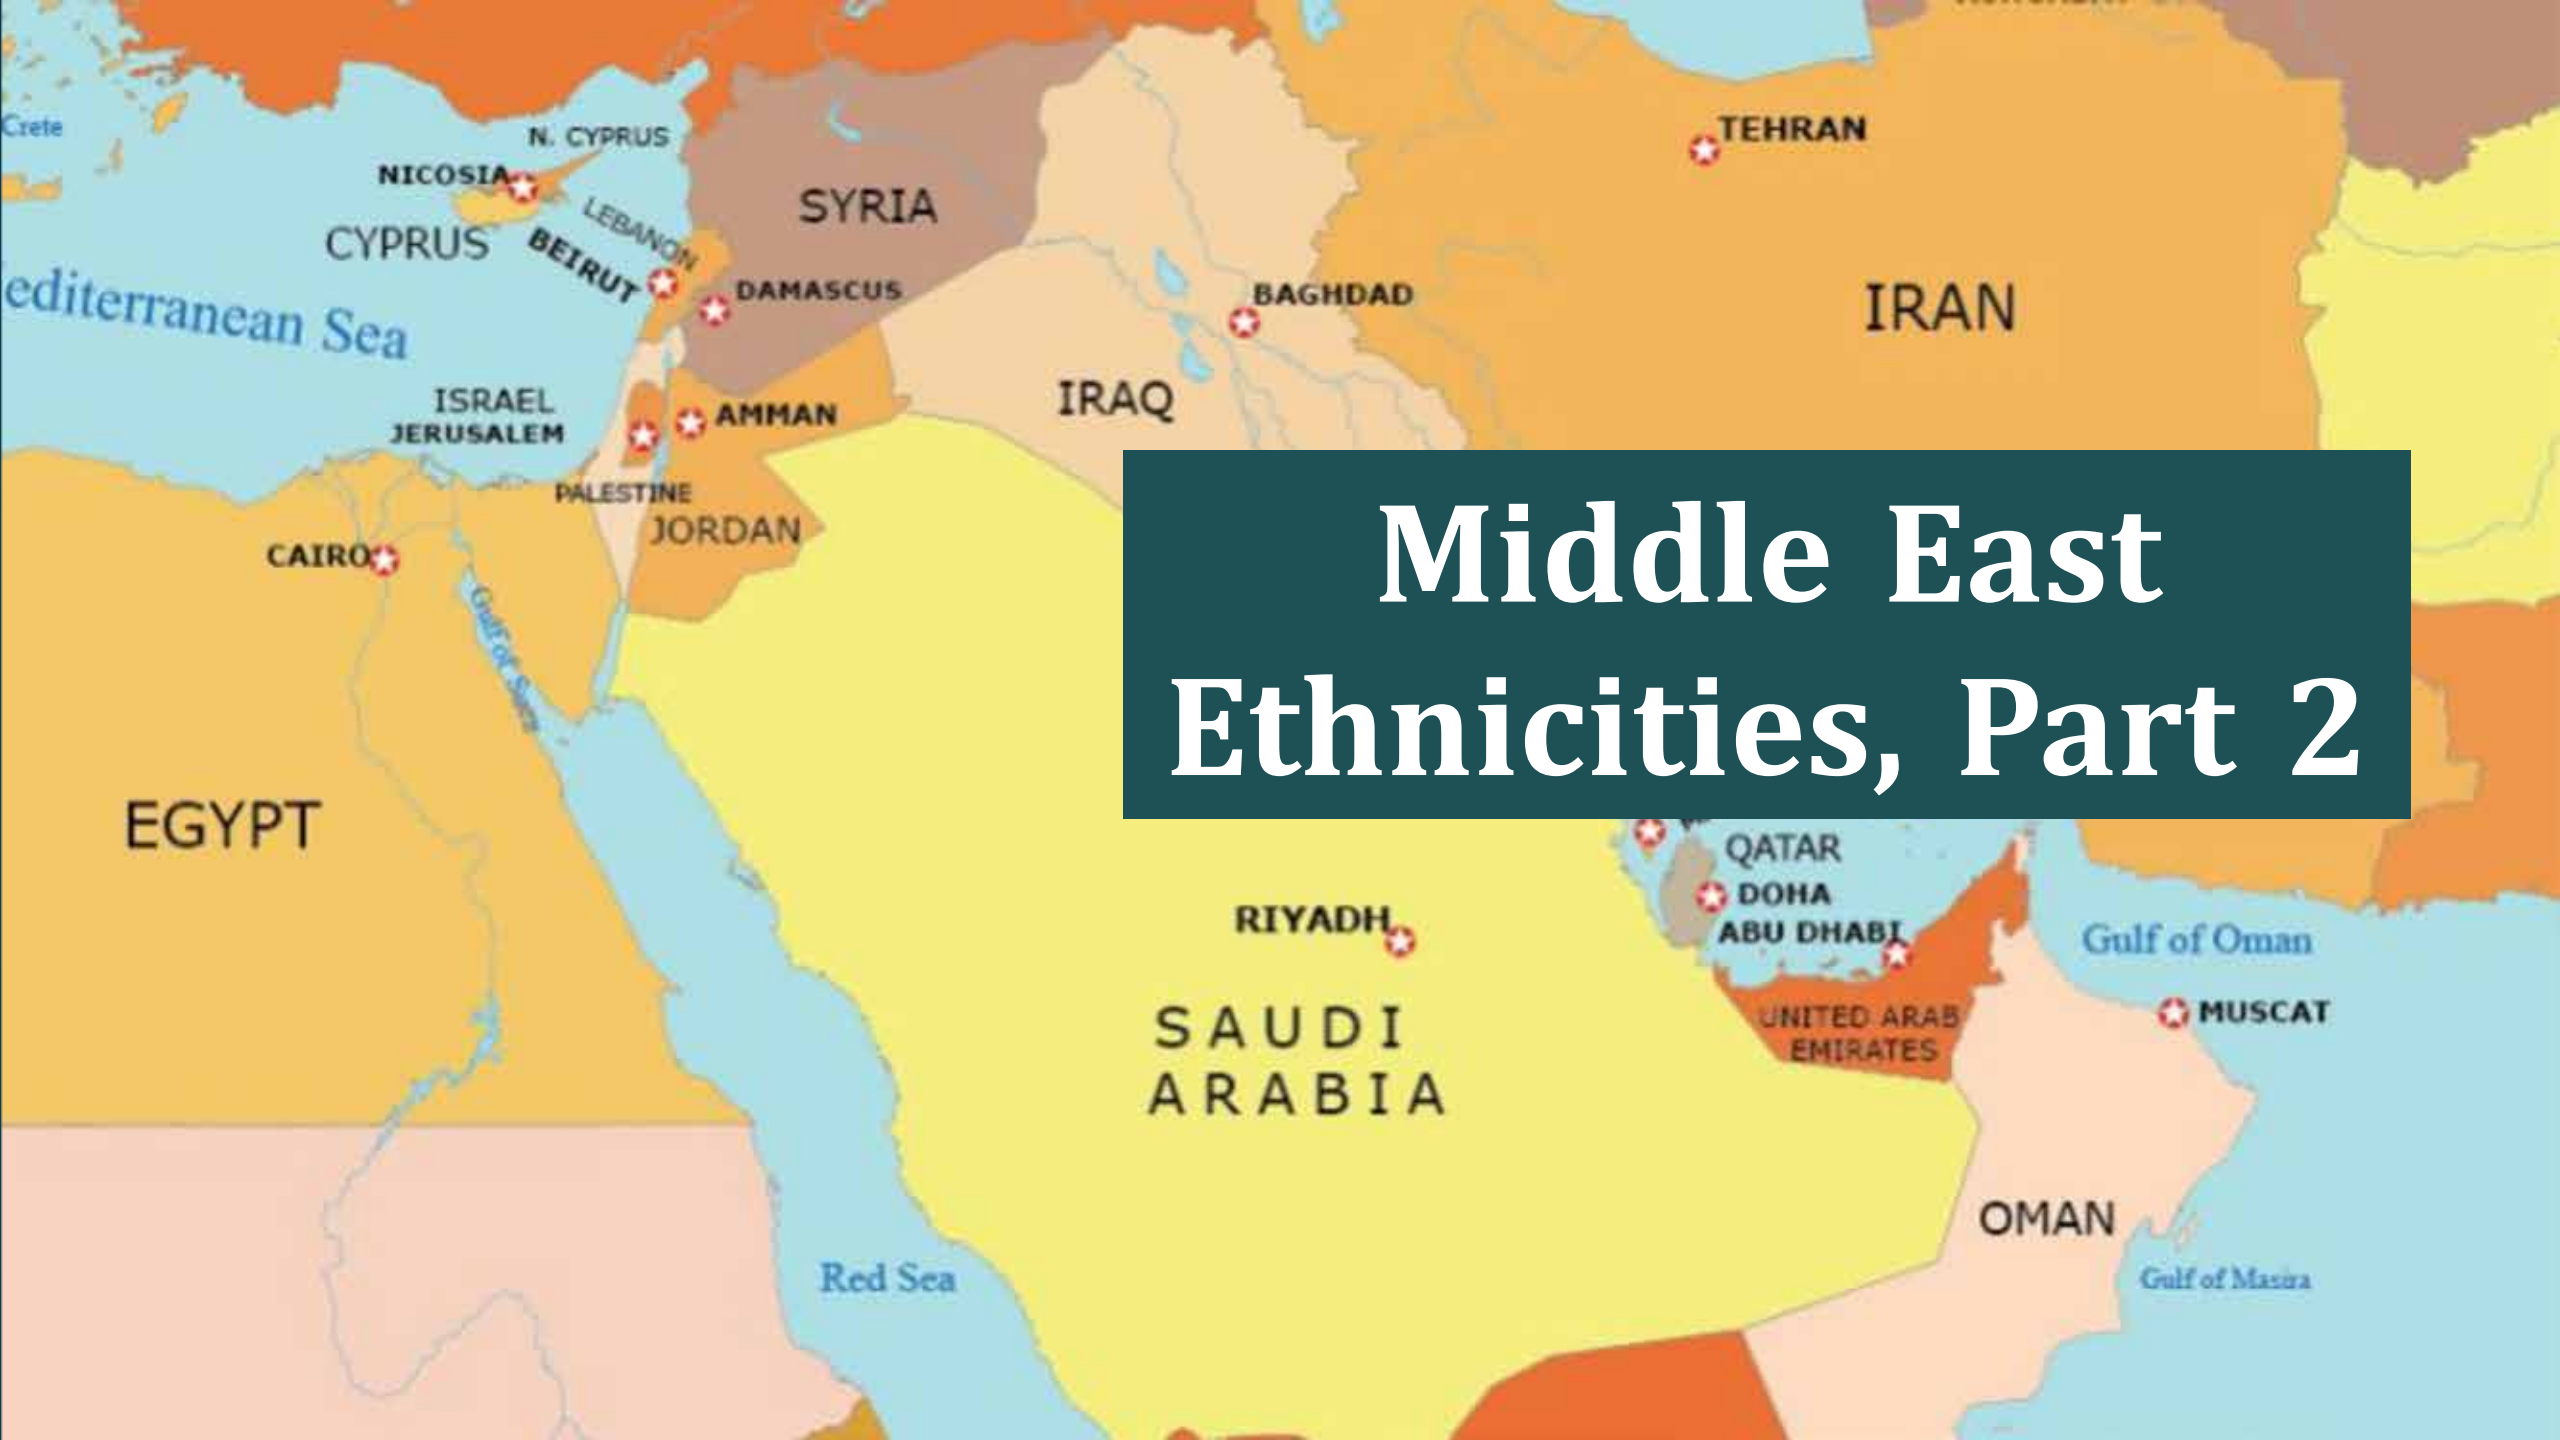 Crete
N. CYPRUS
NICOSIA
CYPRUS
LEBANON
BEIRUT
SYRIA
DAMASCUS
TEHRAN
IRAN
BAGHDAD
IRAQ
editerranean Sea
ISRAEL
JERUSALEM
AMMAN
PALESTINE
JORDAN
CAIRO
Gulf of Suez
EGYPT
Middle East
Ethnicities, Part 2
QATAR
DOHA
ABU DHABI
RIYADH
SAUDI
ARABIA
UNITED ARAB
EMIRATES
Gulf of Oman
MUSCAT
OMAN
Gulf of Masira
Red Sea